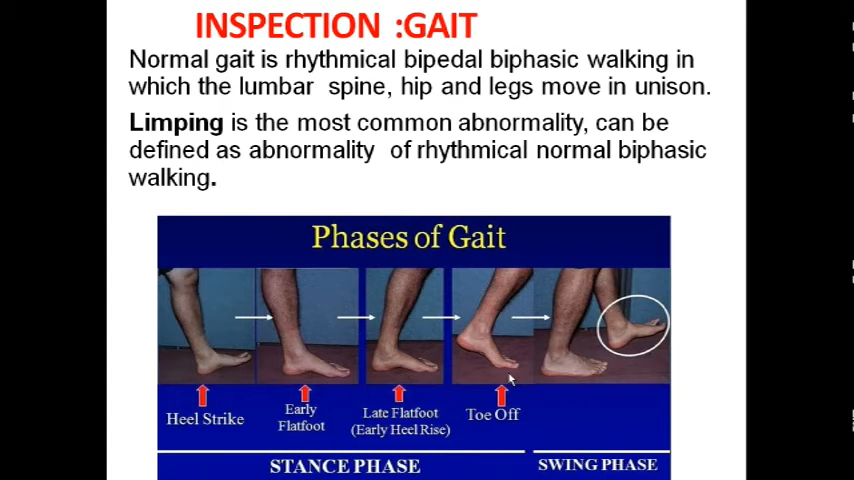 INSPECTION :GAIT
Normal gait is rhythmical bipedal biphasic walking in
which the lumbar spine, hip and legs move in unison.
Limping is the most common abnormality, can be
defined as abnormality of rhythmical normal biphasic
walking.
Phases of Gait
Heel Strike
Early
Flatfoot
Late Flatfoot
(Early Heel Rise)
Toe Off
STANCE PHASE
SWING PHASE